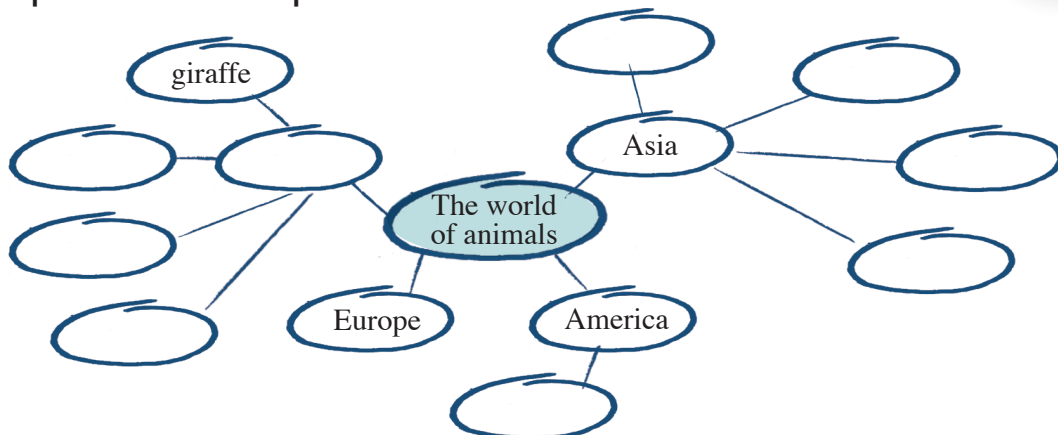 giraffe
Asia
The world
of animals
Europe
America